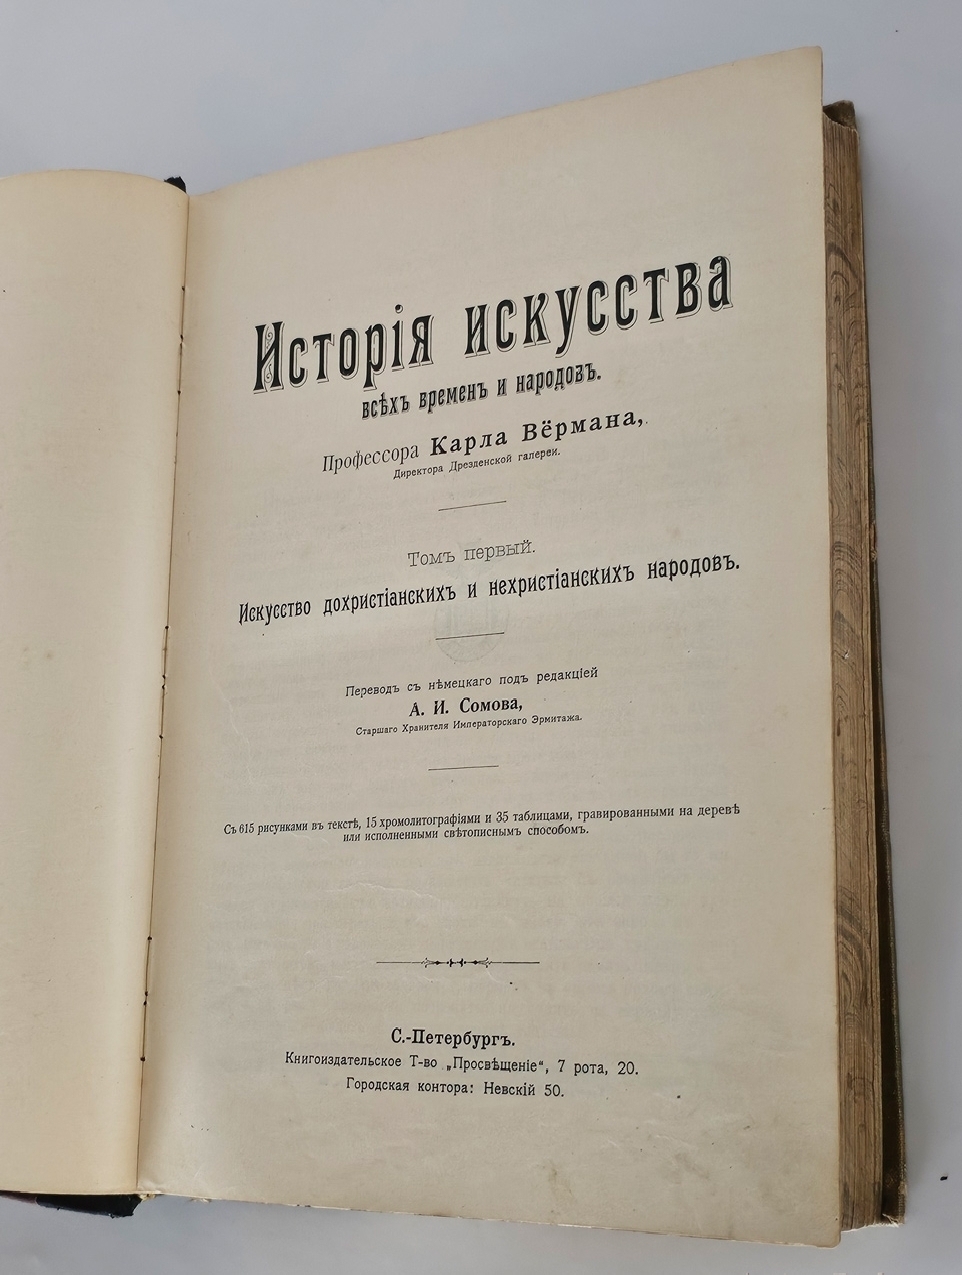 Исторія искусства
всѣхъ временъ и народовъ.
Профессора Карла Вёрмана,
Директора Дрезденской галереи.
Томъ первый.
Искусство дохристіанскихъ и нехристіанскихъ народовъ.
Переводъ съ нѣмецкаго подъ редакціей
А. И. Сомова,
Старшаго Хранителя Императорскаго Эрмитажа.
Съ 615 рисунками въ текстѣ, 15 хромолитографіями и 35 таблицами, гравированными на деревѣ
или исполненными свѣтописнымъ способомъ.
С.-Петербургъ.
Книгоиздательское Т-во „Просвѣщеніе“, 7 рота, 20.
Городская контора: Невскій 50.